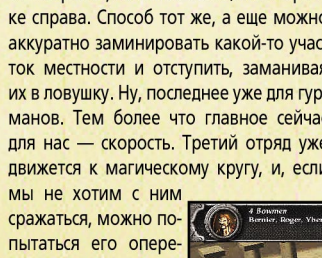 ке справа. Способ тот же, а еще можно
аккуратно заминировать какой-то учас
ток местности и отступить, заманивая
их в ловушку. Ну, последнее уже для гур
манов. Тем более что главное сейча
для нас — скорость. Третий отряд уже
движется к магическому кругу, и, если
мы не хотим с ним
сражаться, можно по-
пытаться его опере-
4 Bowmen
Bernier, Roger, Yber